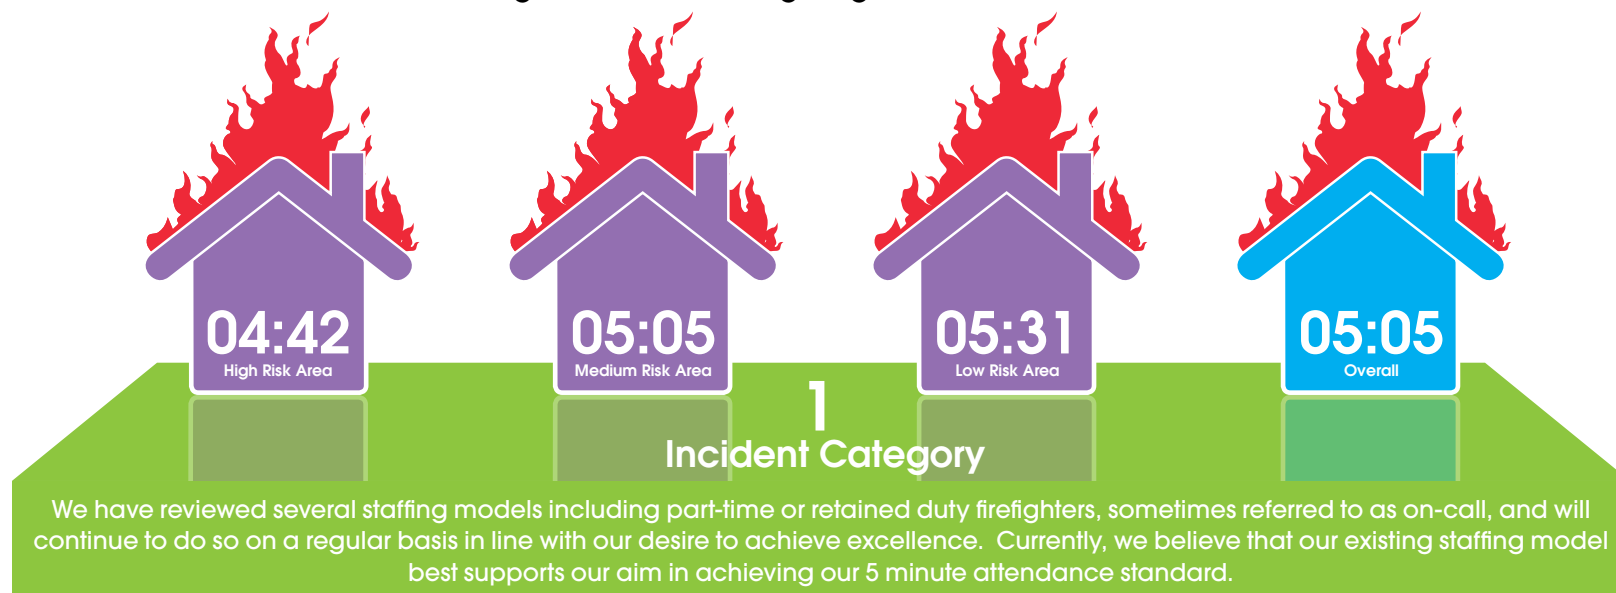 04:42
High Risk Area
05:05
Medium Risk Area
05:31
Low Risk Area
05:05
Overall
1
Incident Category
We have reviewed several staffing models including part-time or retained duty firefighters, sometimes referred to as on-call, and will
continue to do so on a regular basis in line with our desire to achieve excellence.  Currently, we believe that our existing staffing model
best supports our aim in achieving our 5 minute attendance standard.